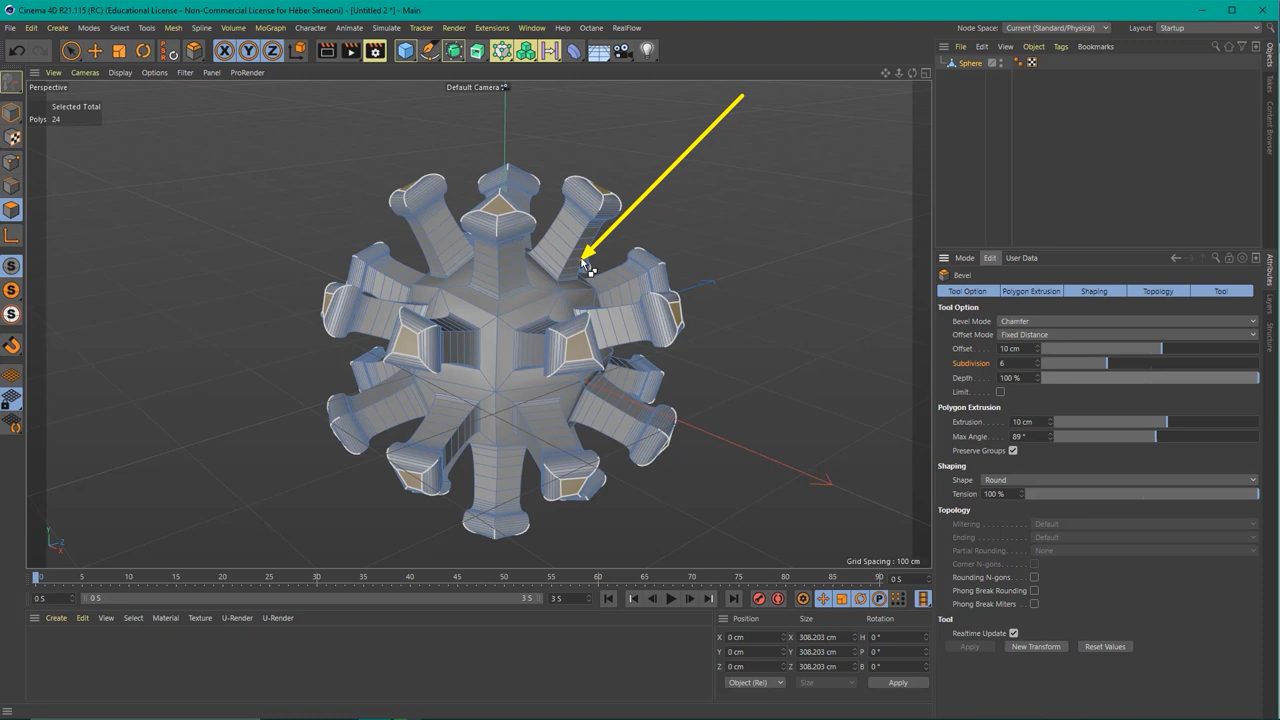 Cinema 4D R21.115 (RC) (Educational License - Non-Commercial License for Héber Simeoni) - [Untitled 2 *] - Main
File Edit Create Modes Select Tools Mesh Spline Volume MoGraph Character Animate Simulate Tracker Render Extensions Window Help Octane RealFlow Node Space: Current (Standard/Physical) Layout: Startup
X Y Z
File Edit View Object Tags Bookmarks
Sphere
View Cameras Display Options Filter Panel ProRender
Perspective Default Camera
Selected Total
Polys 24
Objects
Takes
Content Browser
Mode Edit User Data
Bevel
Tool Option Polygon Extrusion Shaping Topology Tool
Tool Option
Bevel Mode Chamfer
Offset Mode Fixed Distance
Offset 10 cm
Subdivision 6
Depth 100 %
Limit
Polygon Extrusion
Extrusion 10 cm
Max Angle 89 °
Preserve Groups
Shaping
Shape Round
Tension 100 %
Topology
Mitering Default
Ending Default
Partial Rounding None
Corner N-gons
Rounding N-gons
Phong Break Rounding
Phong Break Miters
Tool
Realtime Update
Apply New Transform Reset Values
Attributes
Layers
Structure
Y Z X
Grid Spacing : 100 cm
0 5 10 15 20 25 30 35 40 45 50 55 60 65 70 75 80 85 90 0 S
0 S 0 S 3 S 3 S
P
Create Edit View Select Material Texture U-Render U-Render
Position Size Rotation
X 0 cm X 308.203 cm H 0 °
Y 0 cm Y 308.203 cm P 0 °
Z 0 cm Z 308.203 cm B 0 °
Object (Rel) Size Apply